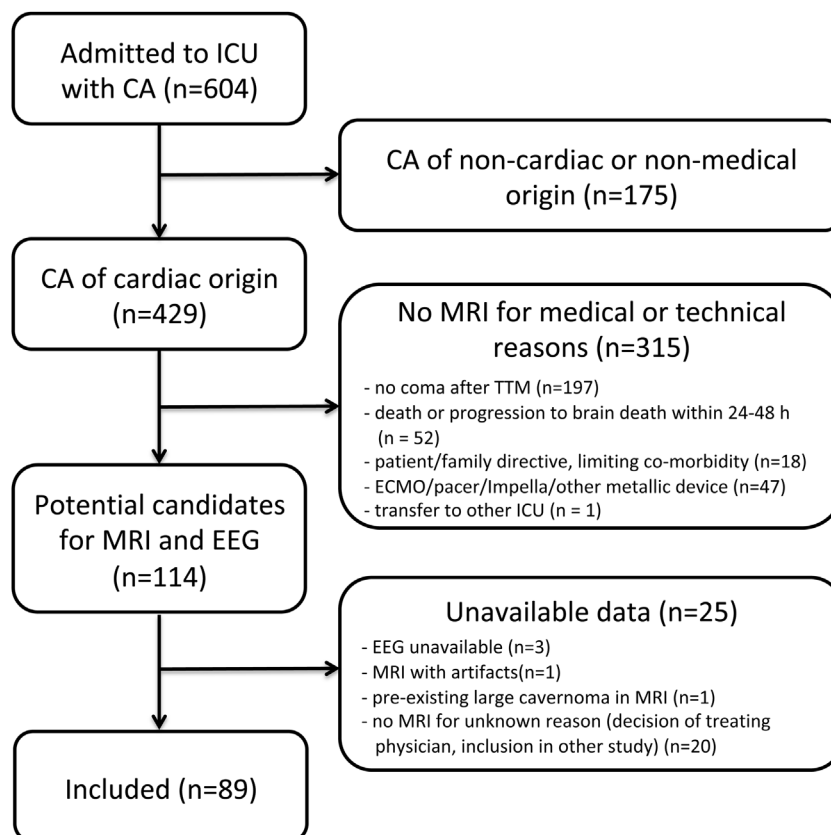 Admitted to ICU
with CA (n=604)
CA of non-cardiac or non-medical
origin (n=175)
CA of cardiac origin
(n=429)
No MRI for medical or technical
reasons (n=315)
- no coma after TTM (n=197)
- death or progression to brain death within 24-48 h
(n = 52)
- patient/family directive, limiting co-morbidity (n=18)
- ECMO/pacer/Impella/other metallic device (n=47)
- transfer to other ICU (n = 1)
Potential candidates
for MRI and EEG
(n=114)
Unavailable data (n=25)
- EEG unavailable (n=3)
- MRI with artifacts(n=1)
- pre-existing large cavernoma in MRI (n=1)
- no MRI for unknown reason (decision of treating
physician, inclusion in other study) (n=20)
Included (n=89)